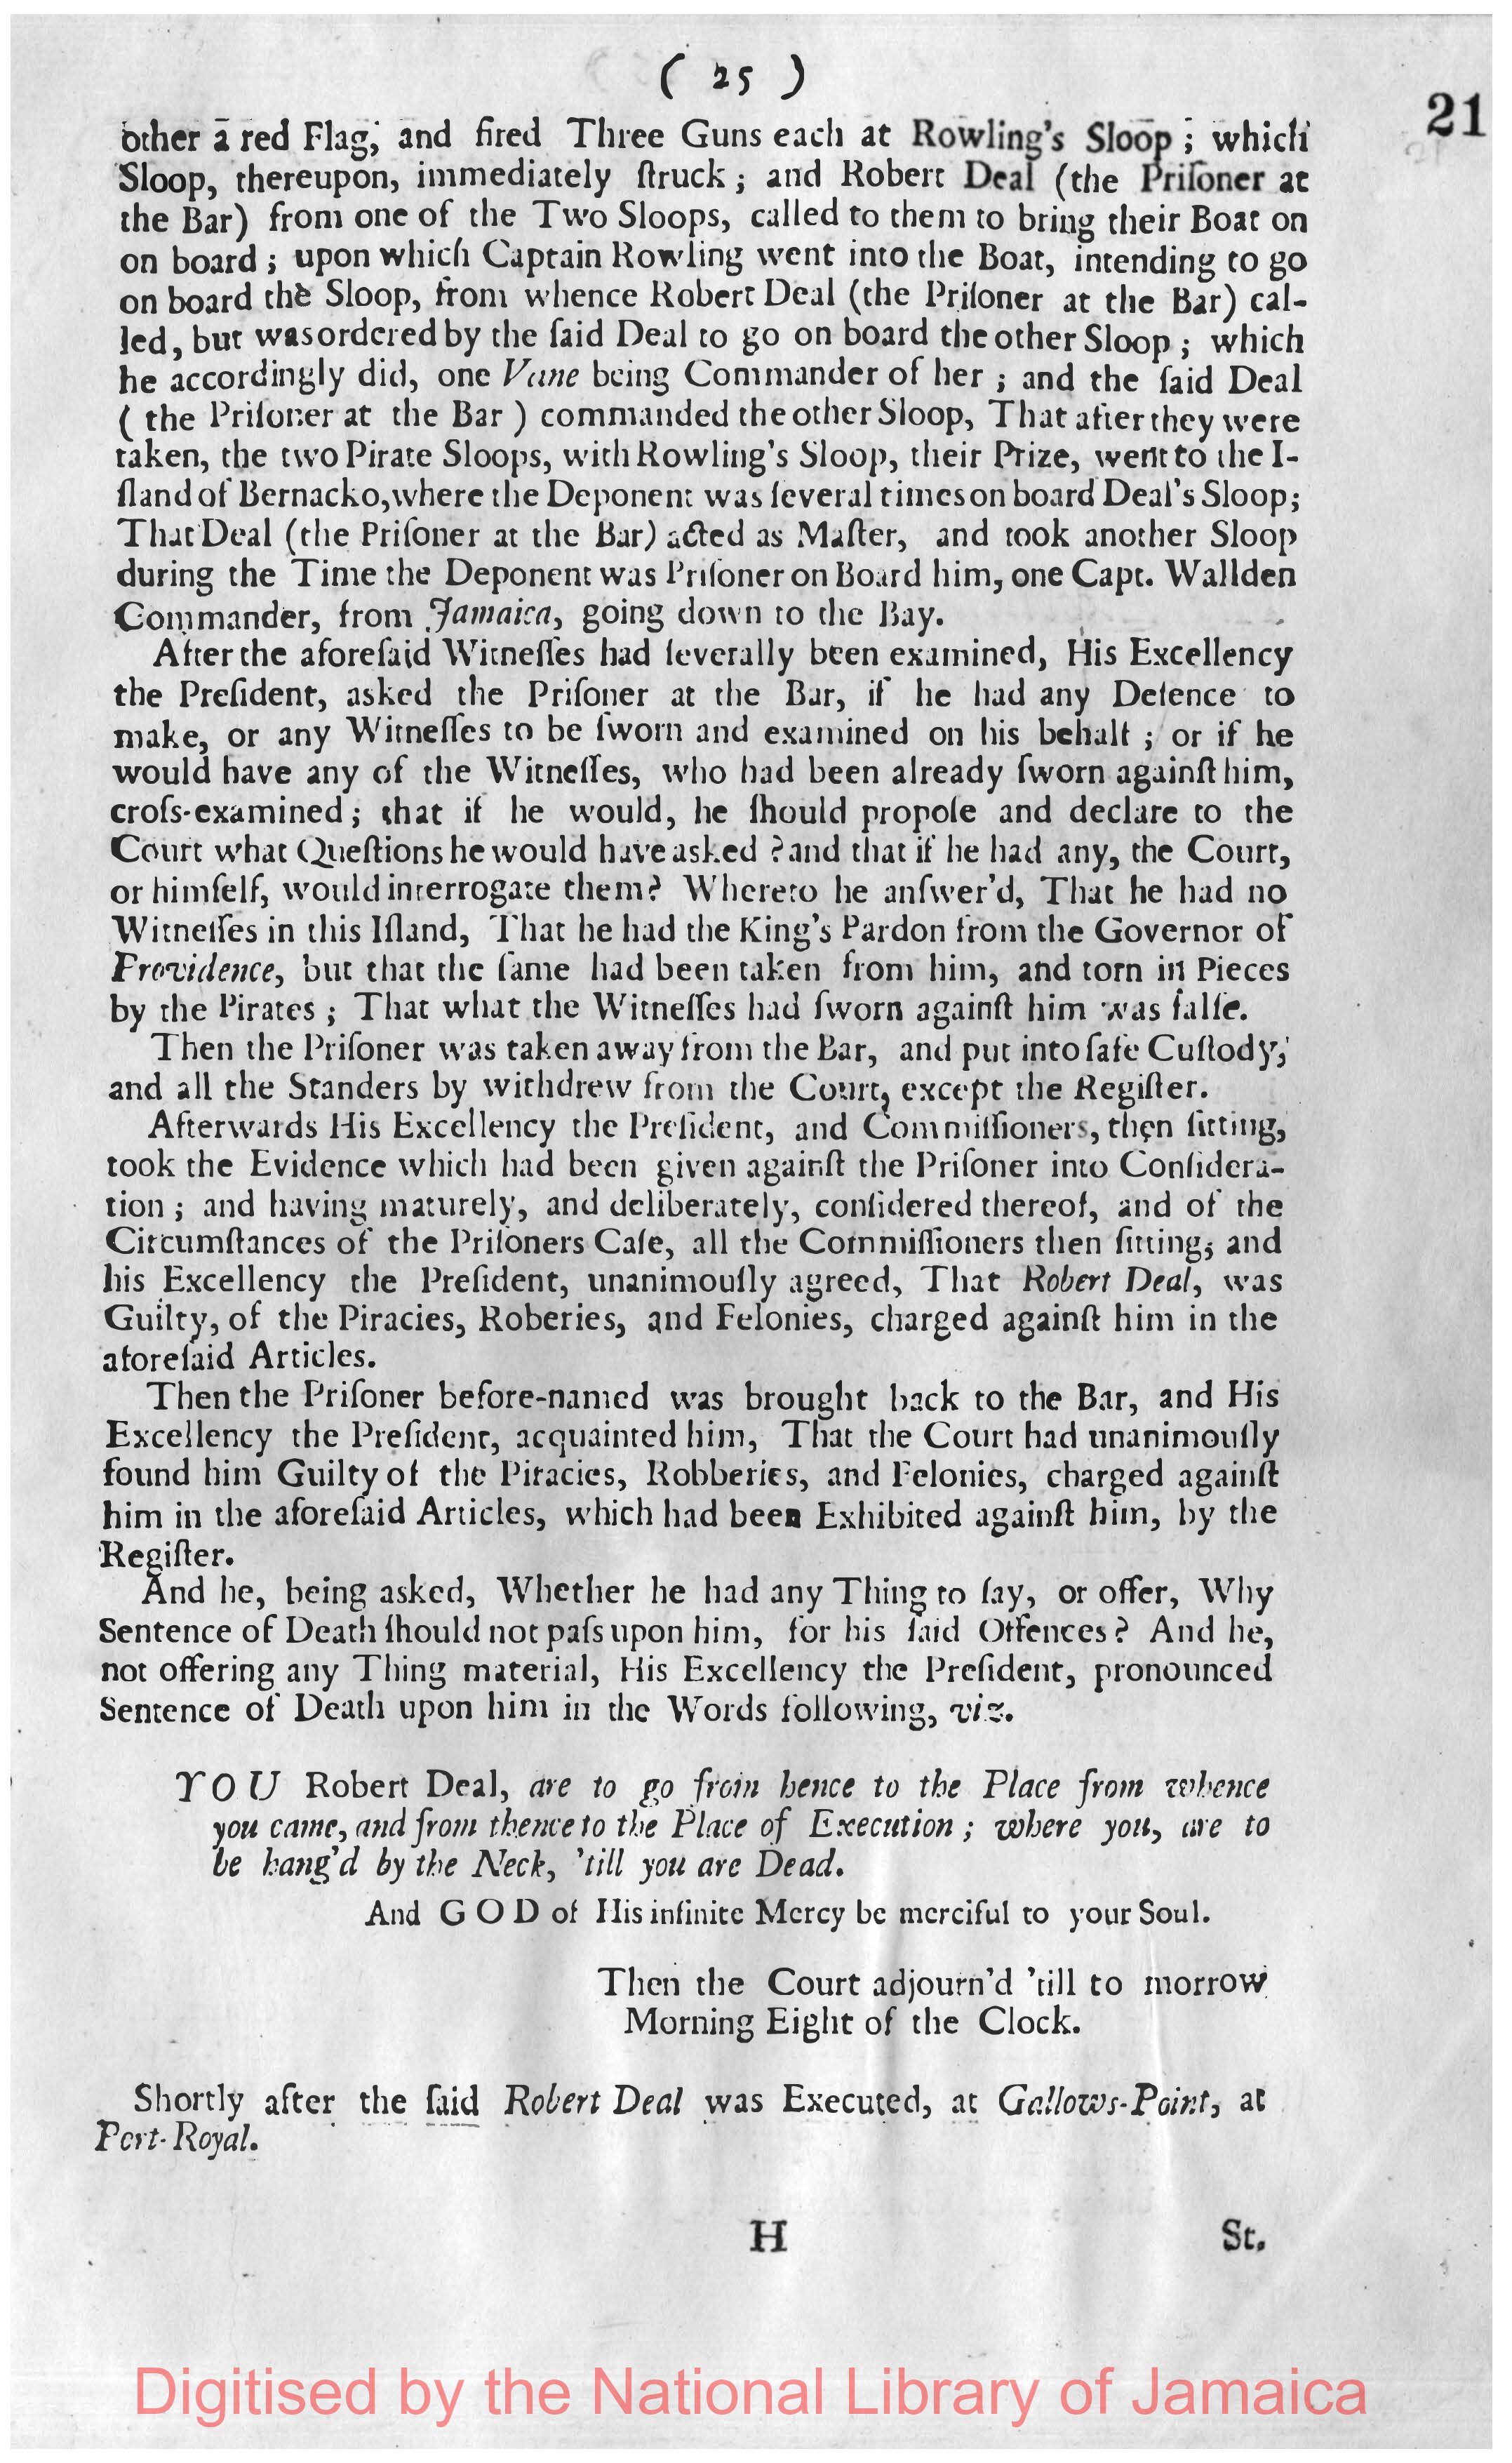 ( 25 )
21
other a red Flag, and fired Three Guns each at Rowling's Sloop ; which
Sloop, thereupon, immediately ſtruck ; and Robert Deal (the Priſoner at
the Bar) from one of the Two Sloops, called to them to bring their Boat on
on board ; upon which Captain Rowling went into the Boat, intending to go
on board the Sloop, from whence Robert Deal (the Priſoner at the Bar) cal-
led, but was ordered by the ſaid Deal to go on board the other Sloop ; which
he accordingly did, one Vane being Commander of her ; and the ſaid Deal
( the Priſoner at the Bar ) commanded the other Sloop, That after they were
taken, the two Pirate Sloops, with Rowling's Sloop, their Prize, went to the I-
ſland of Bernacko, where the Deponent was ſeveral times on board Deal's Sloop;
That Deal (the Priſoner at the Bar) acted as Maſter, and took another Sloop
during the Time the Deponent was Priſoner on Board him, one Capt. Wallden
Commander, from Jamaica, going down to the Bay.
After the aforeſaid Witneſſes had ſeverally been examined, His Excellency
the Preſident, asked the Priſoner at the Bar, if he had any Defence to
make, or any Witneſſes to be ſworn and examined on his behalf ; or if he
would have any of the Witneſſes, who had been already ſworn againſt him,
croſs-examined ; that if he would, he ſhould propoſe and declare to the
Court what Queſtions he would have asked ? and that if he had any, the Court,
or himſelf, would interrogate them? Whereto he anſwer'd, That he had no
Witneſſes in this Iſland, That he had the King's Pardon from the Governor of
Providence, but that the ſame had been taken from him, and torn in Pieces
by the Pirates ; That what the Witneſſes had ſworn againſt him was falſe.
Then the Priſoner was taken away from the Bar, and put into ſafe Cuſtody,
and all the Standers by withdrew from the Court, except the Regiſter.
Afterwards His Excellency the Preſident, and Commiſſioners, then ſitting,
took the Evidence which had been given againſt the Priſoner into Conſidera-
tion ; and having maturely, and deliberately, conſidered thereof, and of the
Circumſtances of the Priſoners Caſe, all the Commiſſioners then ſitting, and
his Excellency the Preſident, unanimouſly agreed, That Robert Deal, was
Guilty, of the Piracies, Roberies, and Felonies, charged againſt him in the
aforeſaid Articles.
Then the Priſoner before-named was brought back to the Bar, and His
Excellency the Preſident, acquainted him, That the Court had unanimouſly
found him Guilty of the Piracies, Robberies, and Felonies, charged againſt
him in the aforeſaid Articles, which had been Exhibited againſt him, by the
Regiſter.
And he, being asked, Whether he had any Thing to ſay, or offer, Why
Sentence of Death ſhould not paſs upon him, for his ſaid Offences? And he,
not offering any Thing material, His Excellency the Preſident, pronounced
Sentence of Death upon him in the Words following, viz.
YOU Robert Deal, are to go from hence to the Place from whence
you came, and from thence to the Place of Execution ; where you, are to
be hang'd by the Neck, 'till you are Dead.
And GOD of His infinite Mercy be merciful to your Soul.
Then the Court adjourn'd 'till to morrow
Morning Eight of the Clock.
Shortly after the ſaid Robert Deal was Executed, at Gallows-Point, at
Port-Royal.
H St.
Digitised by the National Library of Jamaica